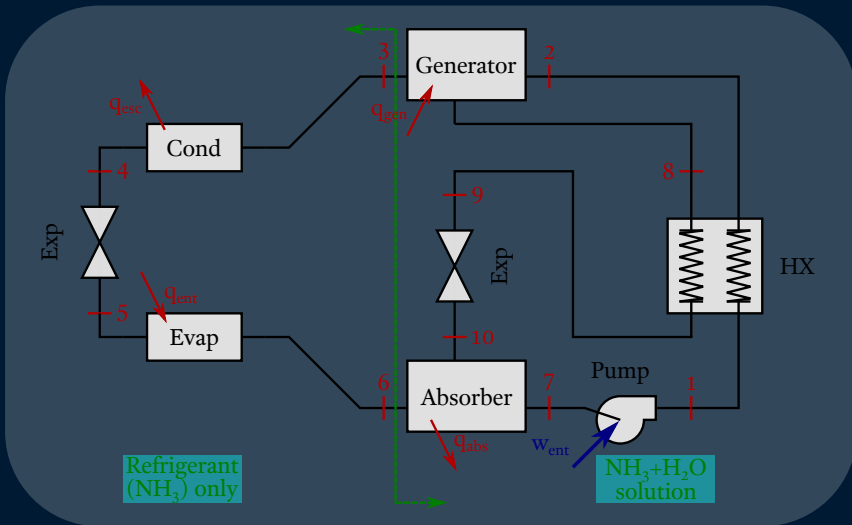 3
Generator
2
q_esc
q_gen
Cond
4
8
9
Exp
Exp
HX
q_ent
5
Evap
10
Pump
6
Absorber
7
1
q_abs
w_ent
Refrigerant
(NH₃) only
NH₃+H₂O
solution